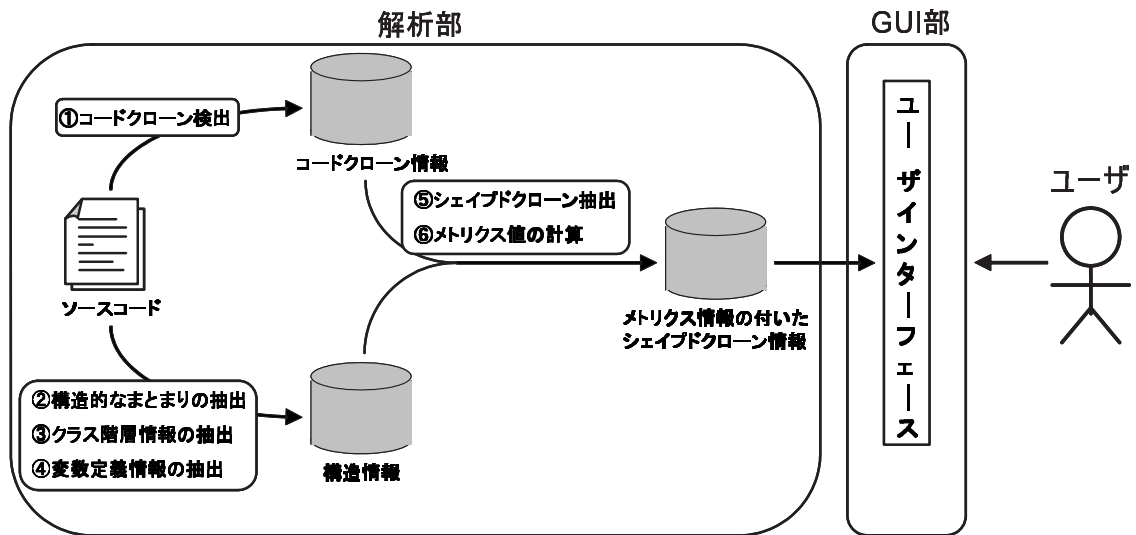 解析部
GUI部
①コードクローン検出
コードクローン情報
⑤シェイプドクローン抽出
⑥メトリクス値の計算
ソースコード
メトリクス情報の付いた
シェイプドクローン情報
②構造的なまとまりの抽出
③クラス階層情報の抽出
④変数定義情報の抽出
構造情報
ユーザインターフェース
ユーザ